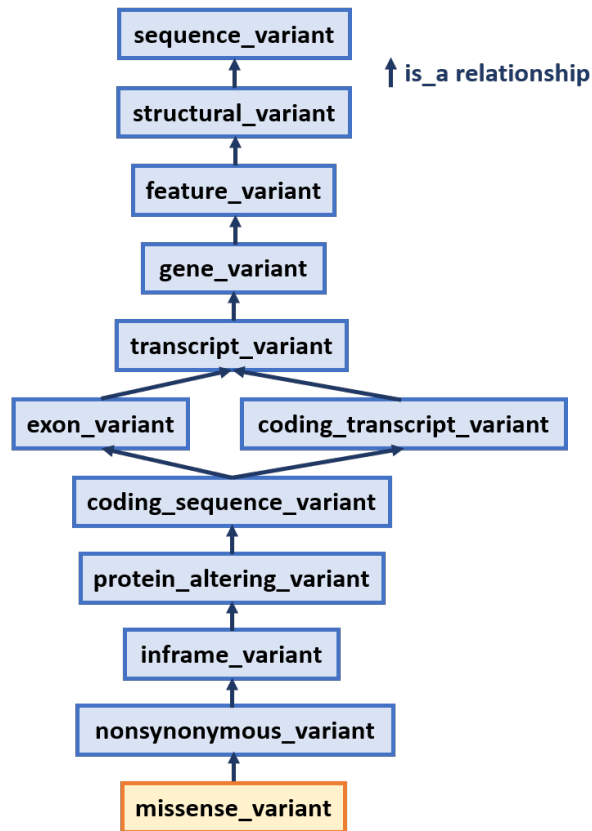 sequence_variant
is_a relationship
structural_variant
feature_variant
gene_variant
transcript_variant
exon_variant
coding_transcript_variant
coding_sequence_variant
protein_altering_variant
inframe_variant
nonsynonymous_variant
missense_variant